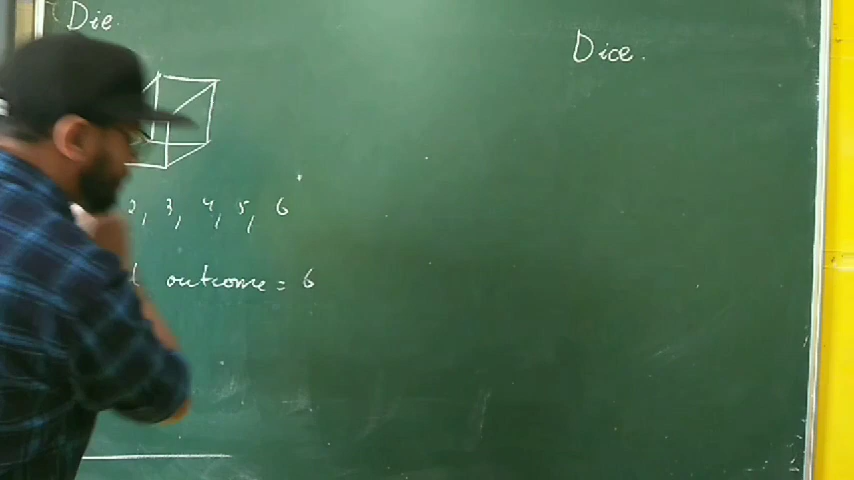 Die
Dice.
2, 3, 4, 5, 6
outcome = 6